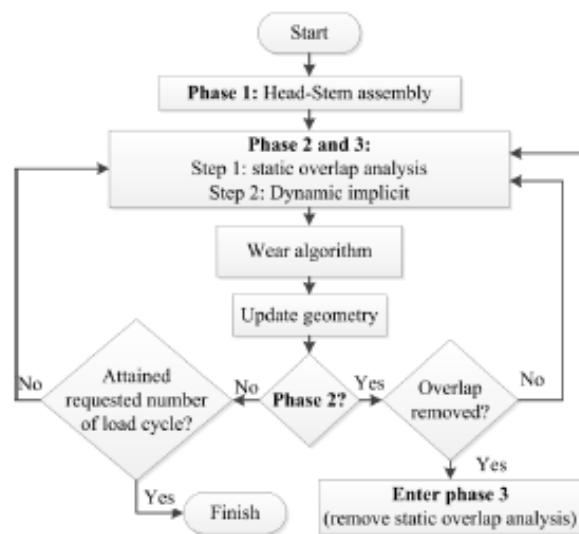 Start
Phase 1: Head-Stem assembly
Phase 2 and 3:
Step 1: static overlap analysis
Step 2: Dynamic implicit
Wear algorithm
Update geometry
Phase 2?
No
Yes
Attained
requested number
of load cycle?
No
Yes
Finish
Overlap
removed?
No
Yes
Enter phase 3
(remove static overlap analysis)